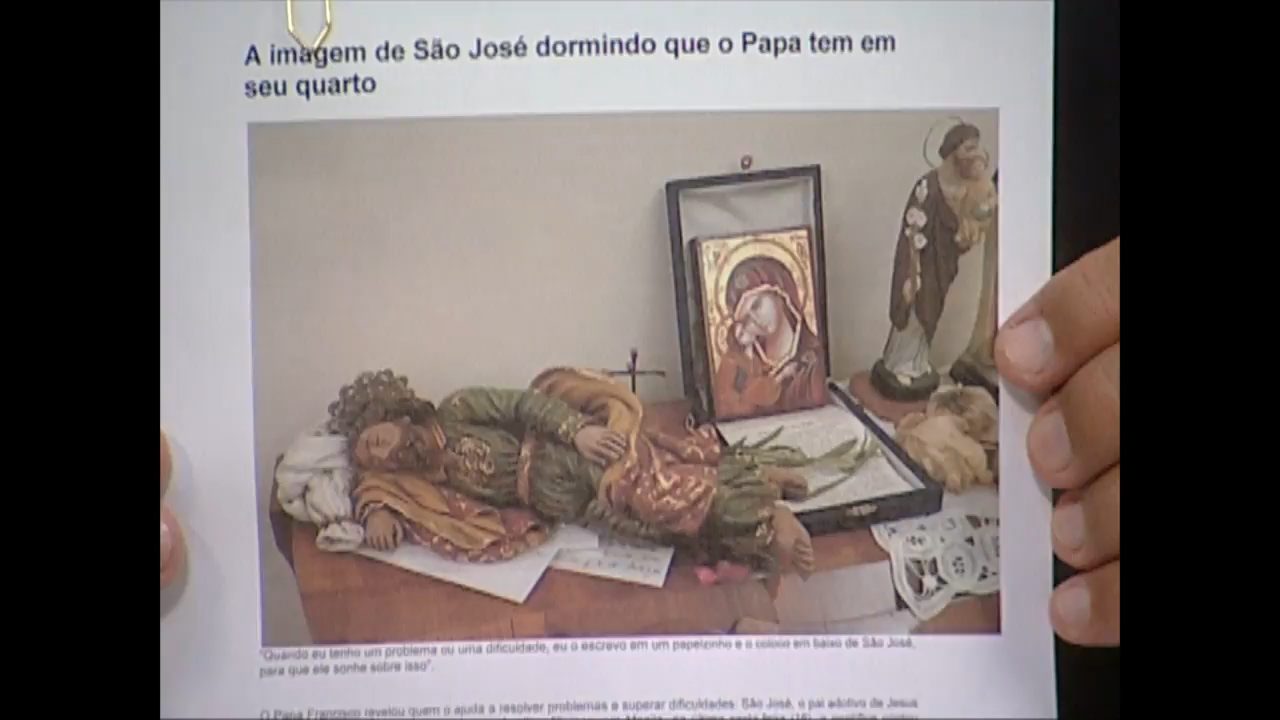 A imagem de São José dormindo que o Papa tem em
seu quarto
"Quando eu tenho um problema ou uma dificuldade, eu o escrevo em um papelzinho e o coloco em baixo de São José,
para que ele sonhe sobre isso".
O Papa Francisco revelou quem o ajuda a resolver problemas e superar dificuldades: São José, o pai adotivo de Jesus